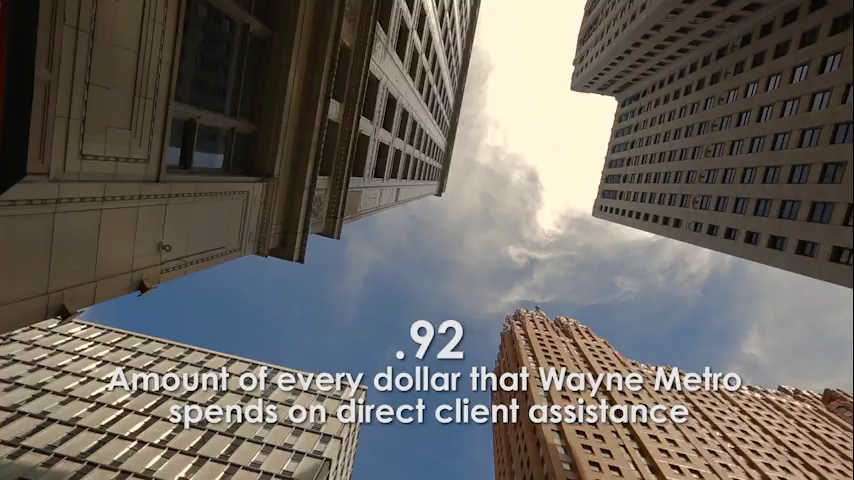 .92
Amount of every dollar that Wayne Metro
spends on direct client assistance